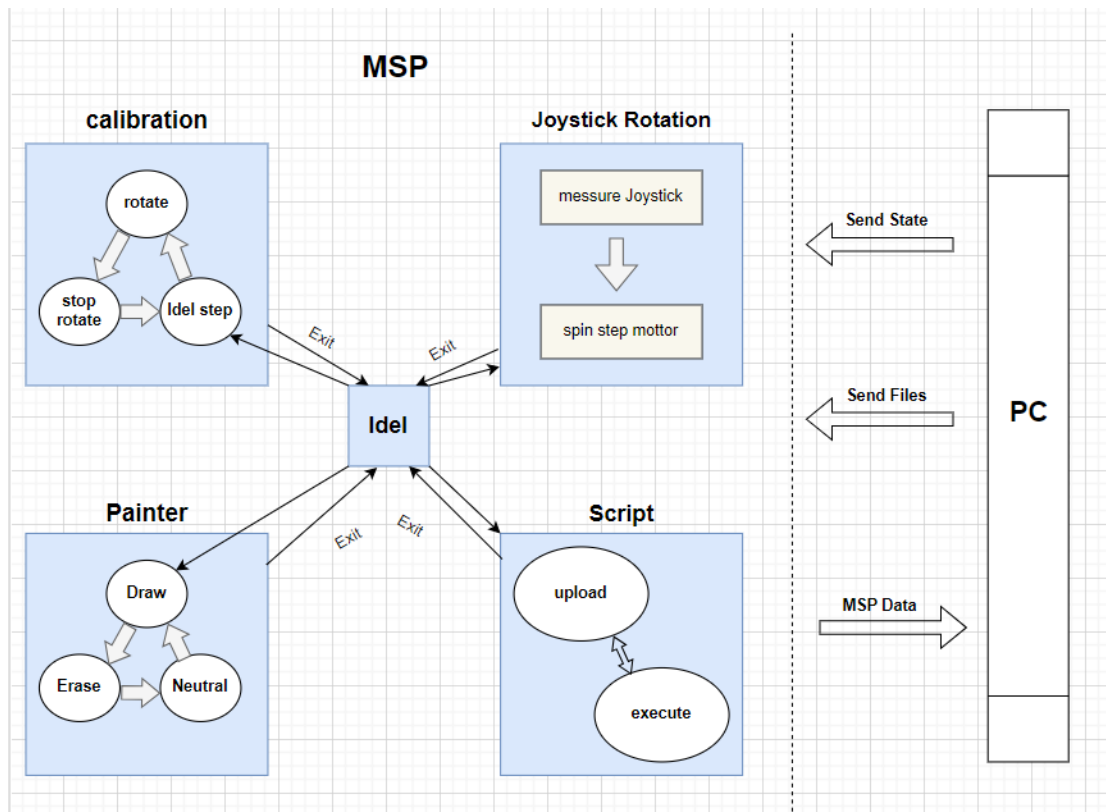 MSP
calibration
rotate
stop
rotate
Idel step
Exit
Joystick Rotation
messure Joystick
spin step mottor
Exit
Idel
Painter
Draw
Erase
Neutral
Exit
Script
upload
execute
Exit
Send State
Send Files
MSP Data
PC